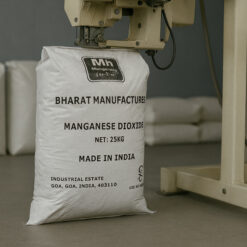 Mn
BHARAT MANUFACTURER
MANGANESE DIOXIDE
NET: 25KG
MADE IN INDIA
INDUSTRIAL ESTATE
GOA, GOA, INDIA, 403110